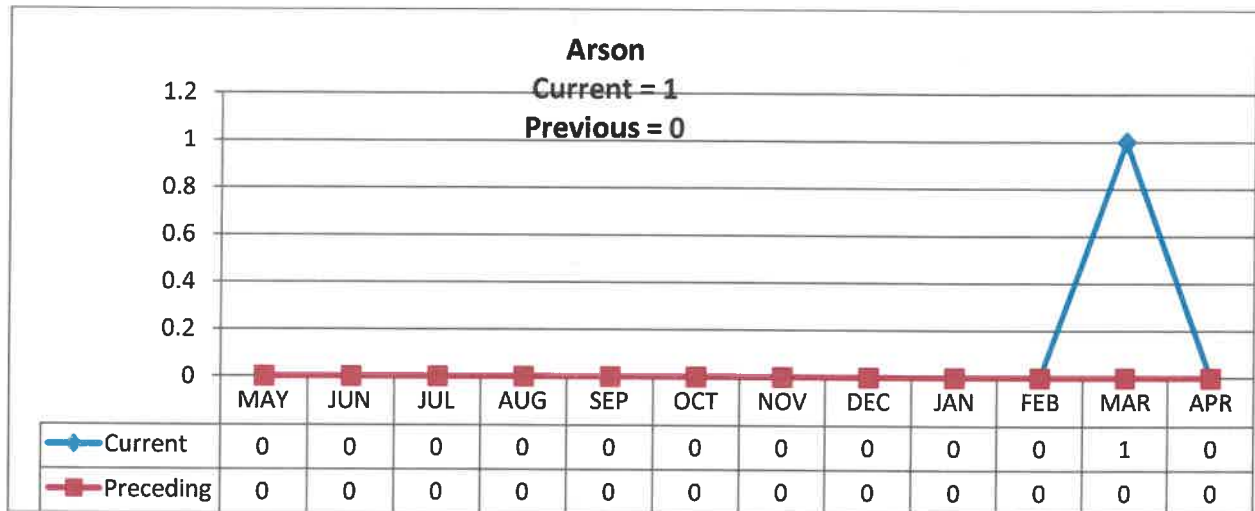 Arson
Current = 1
Previous = 0
1.2
1
0.8
0.6
0.4
0.2
0
MAY JUN JUL AUG SEP OCT NOV DEC JAN FEB MAR APR
Current 0 0 0 0 0 0 0 0 0 0 1 0
Preceding 0 0 0 0 0 0 0 0 0 0 0 0